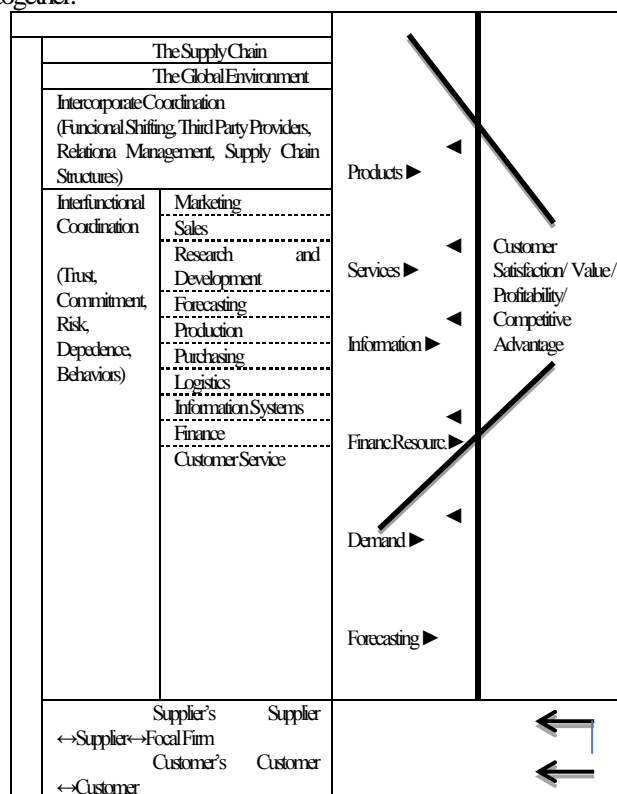 together.
The Supply Chain
The Global Environment
Intercorporate Coordination
(Funcional Shifting, Third Party Providers,
Relationa Management, Supply Chain
Structures)
Interfunctional
Coordination
(Trust,
Commitment,
Risk,
Depedence,
Behaviors)
Marketing
Sales
Research and
Development
Forecasting
Production
Purchasing
Logistics
Information Systems
Finance
Customer Service
◄
Products ►
◄
Services ►
◄
Information ►
◄
Financ.Resourc. ►
◄
Demand ►
Forecasting ►
Customer
Satisfaction/ Value /
Profitability/
Competitive
Advantage
Supplier's Supplier
↔Supplier↔Focal Firm
Customer's Customer
↔Customer